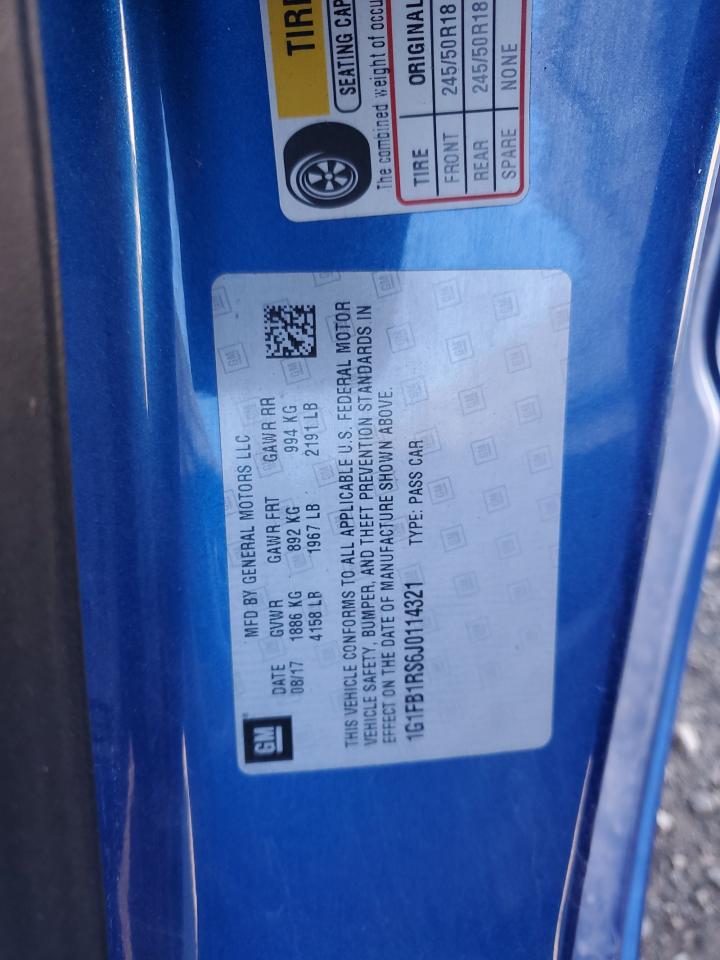 GM
MFD BY GENERAL MOTORS LLC
DATE GVWR GAWR FRT GAWR RR
08/17 1886 KG 892 KG 994 KG
4158 LB 1967 LB 2191 LB
THIS VEHICLE CONFORMS TO ALL APPLICABLE U.S. FEDERAL MOTOR
VEHICLE SAFETY, BUMPER, AND THEFT PREVENTION STANDARDS IN
EFFECT ON THE DATE OF MANUFACTURE SHOWN ABOVE.
1G1FB1RS6J0114321 TYPE: PASS CAR
TIRE
SEATING CAP
The combined weight of occu
TIRE ORIGINAL
FRONT 245/50R18
REAR 245/50R18
SPARE NONE